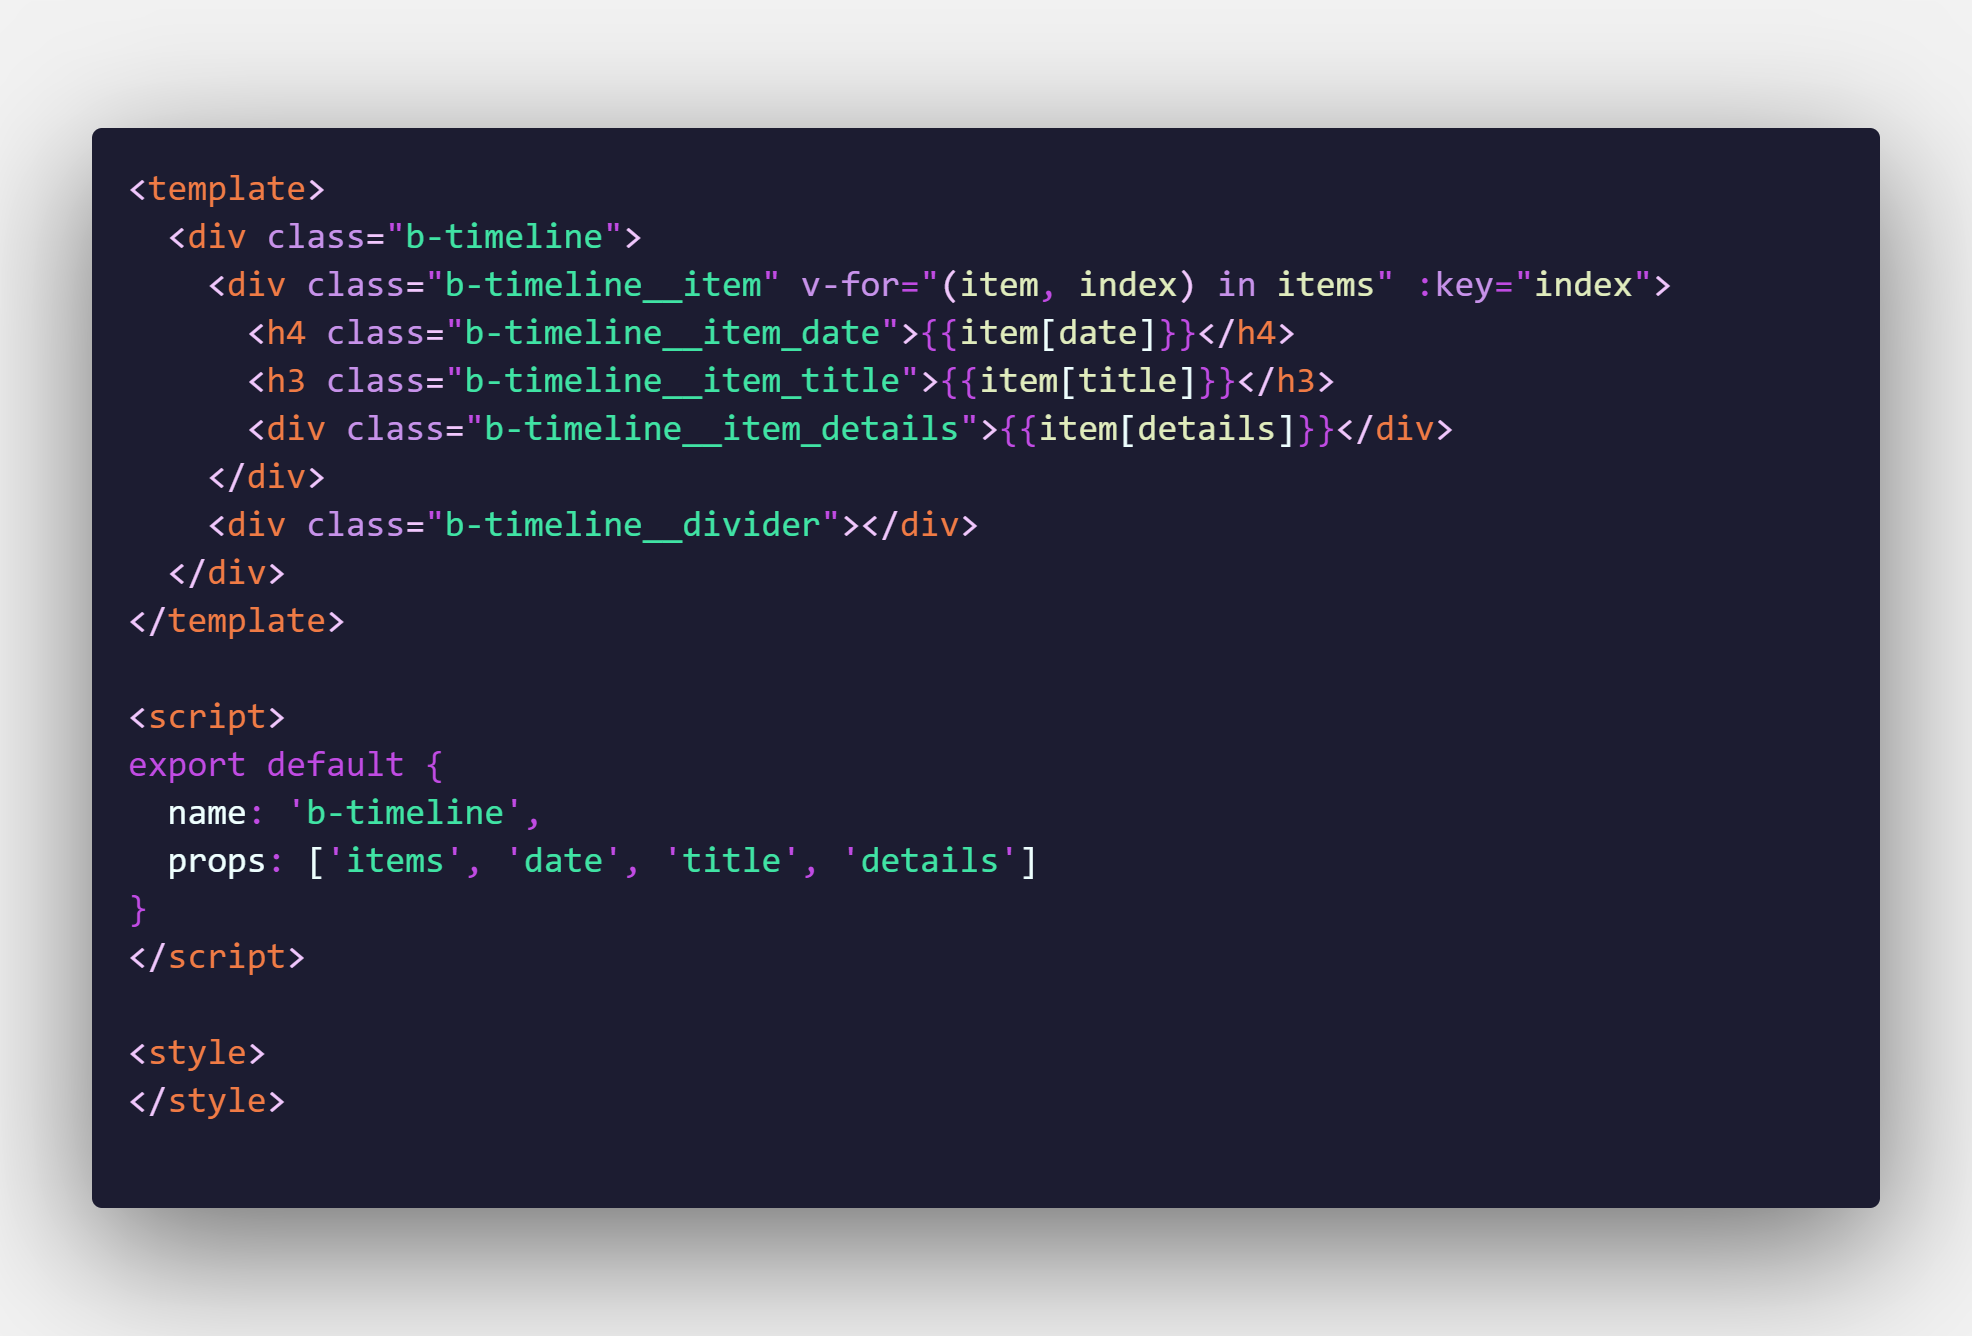 <template>
  <div class="b-timeline">
    <div class="b-timeline__item" v-for="(item, index) in items" :key="index">
      <h4 class="b-timeline__item_date">{{item[date]}}</h4>
      <h3 class="b-timeline__item_title">{{item[title]}}</h3>
      <div class="b-timeline__item_details">{{item[details]}}</div>
    </div>
    <div class="b-timeline__divider"></div>
  </div>
</template>

<script>
export default {
  name: 'b-timeline',
  props: ['items', 'date', 'title', 'details']
}
</script>

<style>
</style>